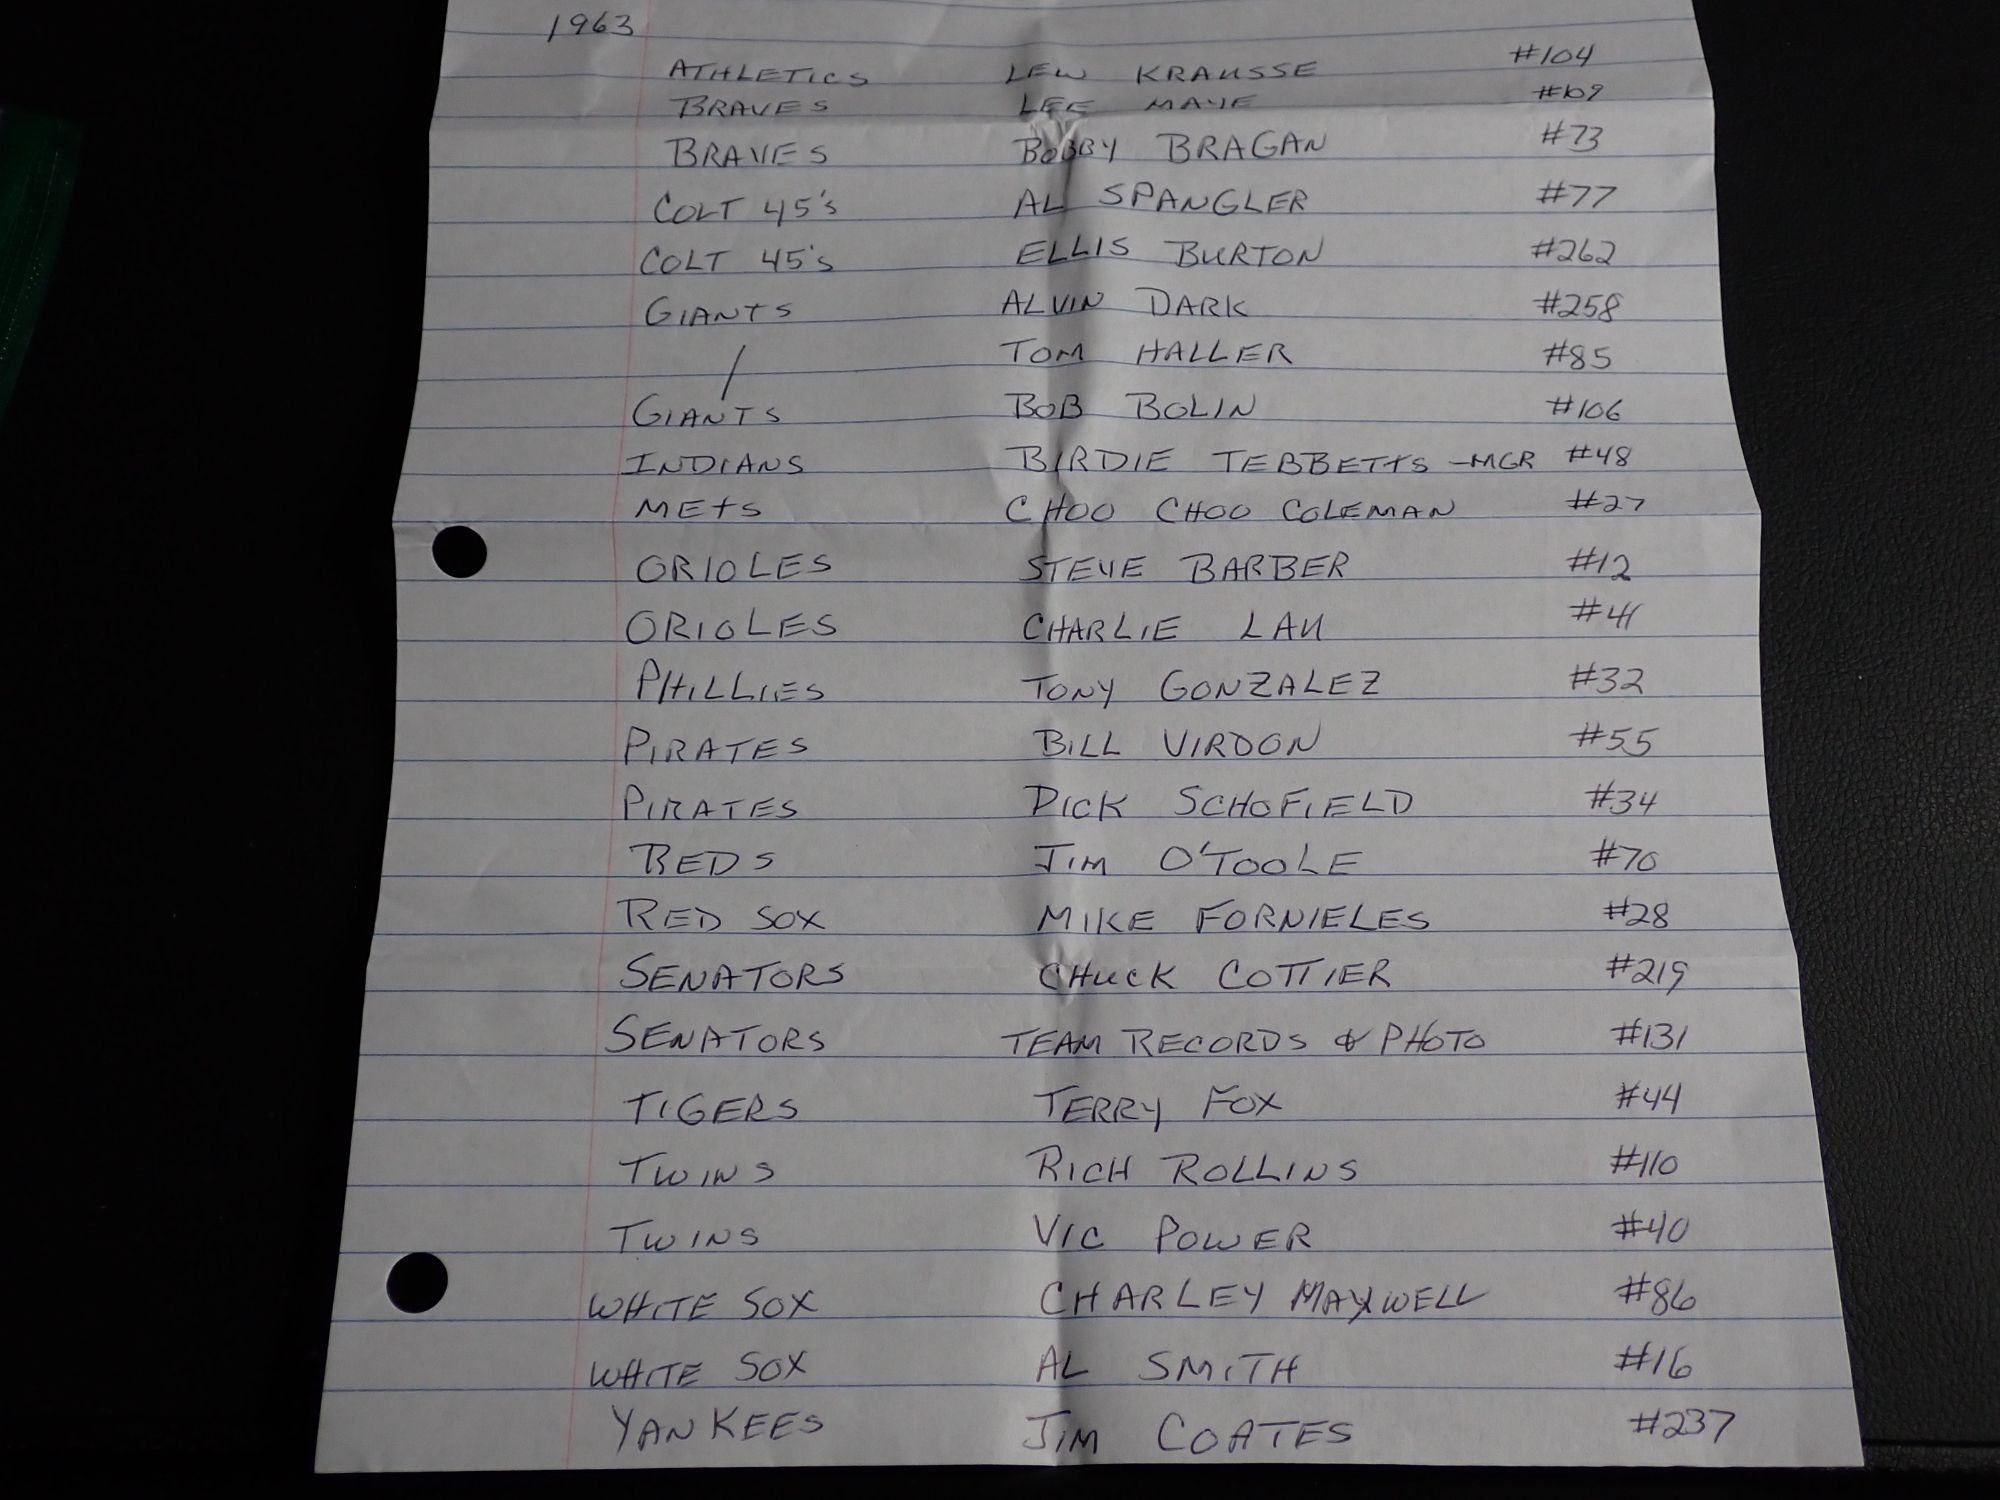 1963
ATHLETICS LEW KRAUSSE #104
BRAVES LEE MAYE #109
BRAVES BOBBY BRAGAN #73
COLT 45's AL SPANGLER #77
COLT 45's ELLIS BURTON #262
GIANTS ALVIN DARK #258
/ TOM HALLER #85
GIANTS BOB BOLIN #106
INDIANS BIRDIE TEBBETTS -MGR #48
METS CHOO CHOO COLEMAN #27
ORIOLES STEVE BARBER #12
ORIOLES CHARLIE LAU #41
PHILLIES TONY GONZALEZ #32
PIRATES BILL VIRDON #55
PIRATES DICK SCHOFIELD #34
REDS JIM O'TOOLE #70
RED SOX MIKE FORNIELES #28
SENATORS CHUCK COTTIER #219
SENATORS TEAM RECORDS & PHOTO #131
TIGERS TERRY FOX #44
TWINS RICH ROLLINS #110
TWINS VIC POWER #40
WHITE SOX CHARLEY MAXWELL #86
WHITE SOX AL SMITH #16
YANKEES JIM COATES #237